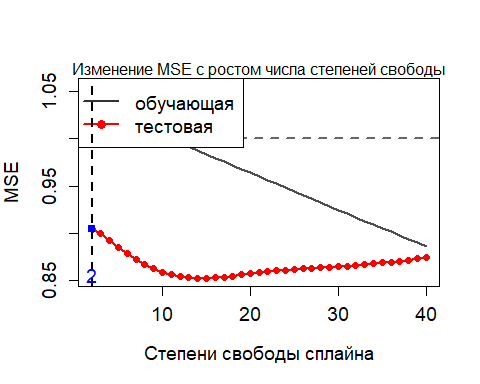 Изменение MSE с ростом числа степеней свободы
обучающая
тестовая
MSE
1.05
0.95
0.85
2
10
20
30
40
Степени свободы сплайна